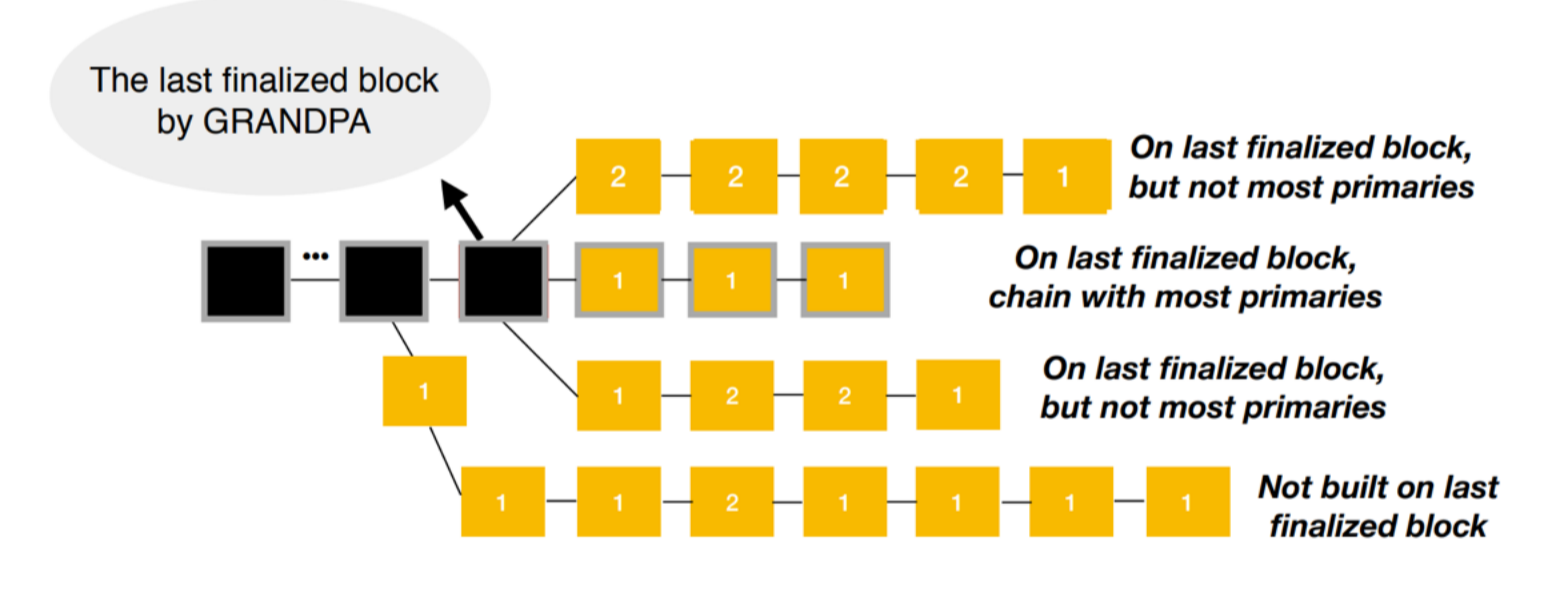 The last finalized block
by GRANDPA
2 2 2 2 1
On last finalized block,
but not most primaries
...
1 1 1
On last finalized block,
chain with most primaries
1
1 2 2 1
On last finalized block,
but not most primaries
1 1 2 1 1 1 1
Not built on last
finalized block